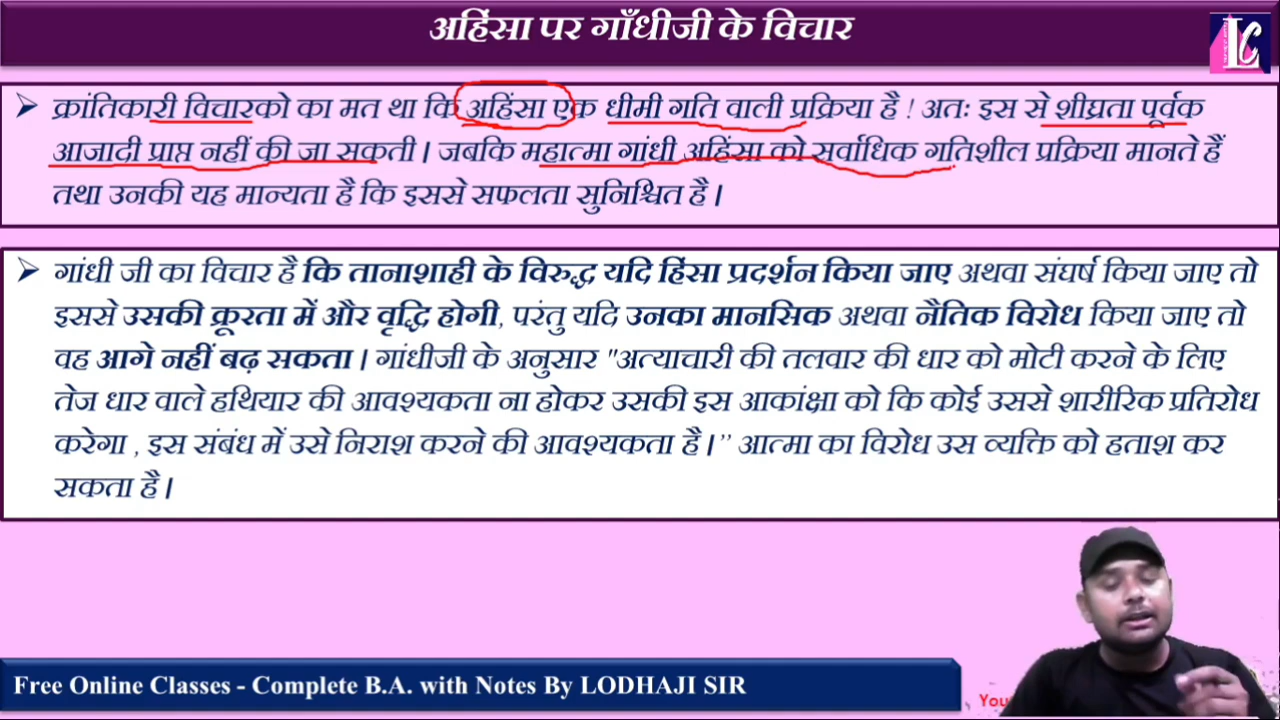 अहिंसा पर गाँधीजी के विचार
LC
➢ क्रांतिकारी विचारको का मत था कि अहिंसा एक धीमी गति वाली प्रक्रिया है ! अतः इस से शीघ्रता पूर्वक
आजादी प्राप्त नहीं की जा सकती । जबकि महात्मा गांधी अहिंसा को सर्वाधिक गतिशील प्रक्रिया मानते हैं
तथा उनकी यह मान्यता है कि इससे सफलता सुनिश्चित है ।
➢ गांधी जी का विचार है कि तानाशाही के विरुद्ध यदि हिंसा प्रदर्शन किया जाए अथवा संघर्ष किया जाए तो
इससे उसकी क्रूरता में और वृद्धि होगी, परंतु यदि उनका मानसिक अथवा नैतिक विरोध किया जाए तो
वह आगे नहीं बढ़ सकता । गांधीजी के अनुसार "अत्याचारी की तलवार की धार को मोटी करने के लिए
तेज धार वाले हथियार की आवश्यकता ना होकर उसकी इस आकांक्षा को कि कोई उससे शारीरिक प्रतिरोध
करेगा , इस संबंध में उसे निराश करने की आवश्यकता है ।” आत्मा का विरोध उस व्यक्ति को हताश कर
सकता है ।
Free Online Classes - Complete B.A. with Notes By LODHAJI SIR
You